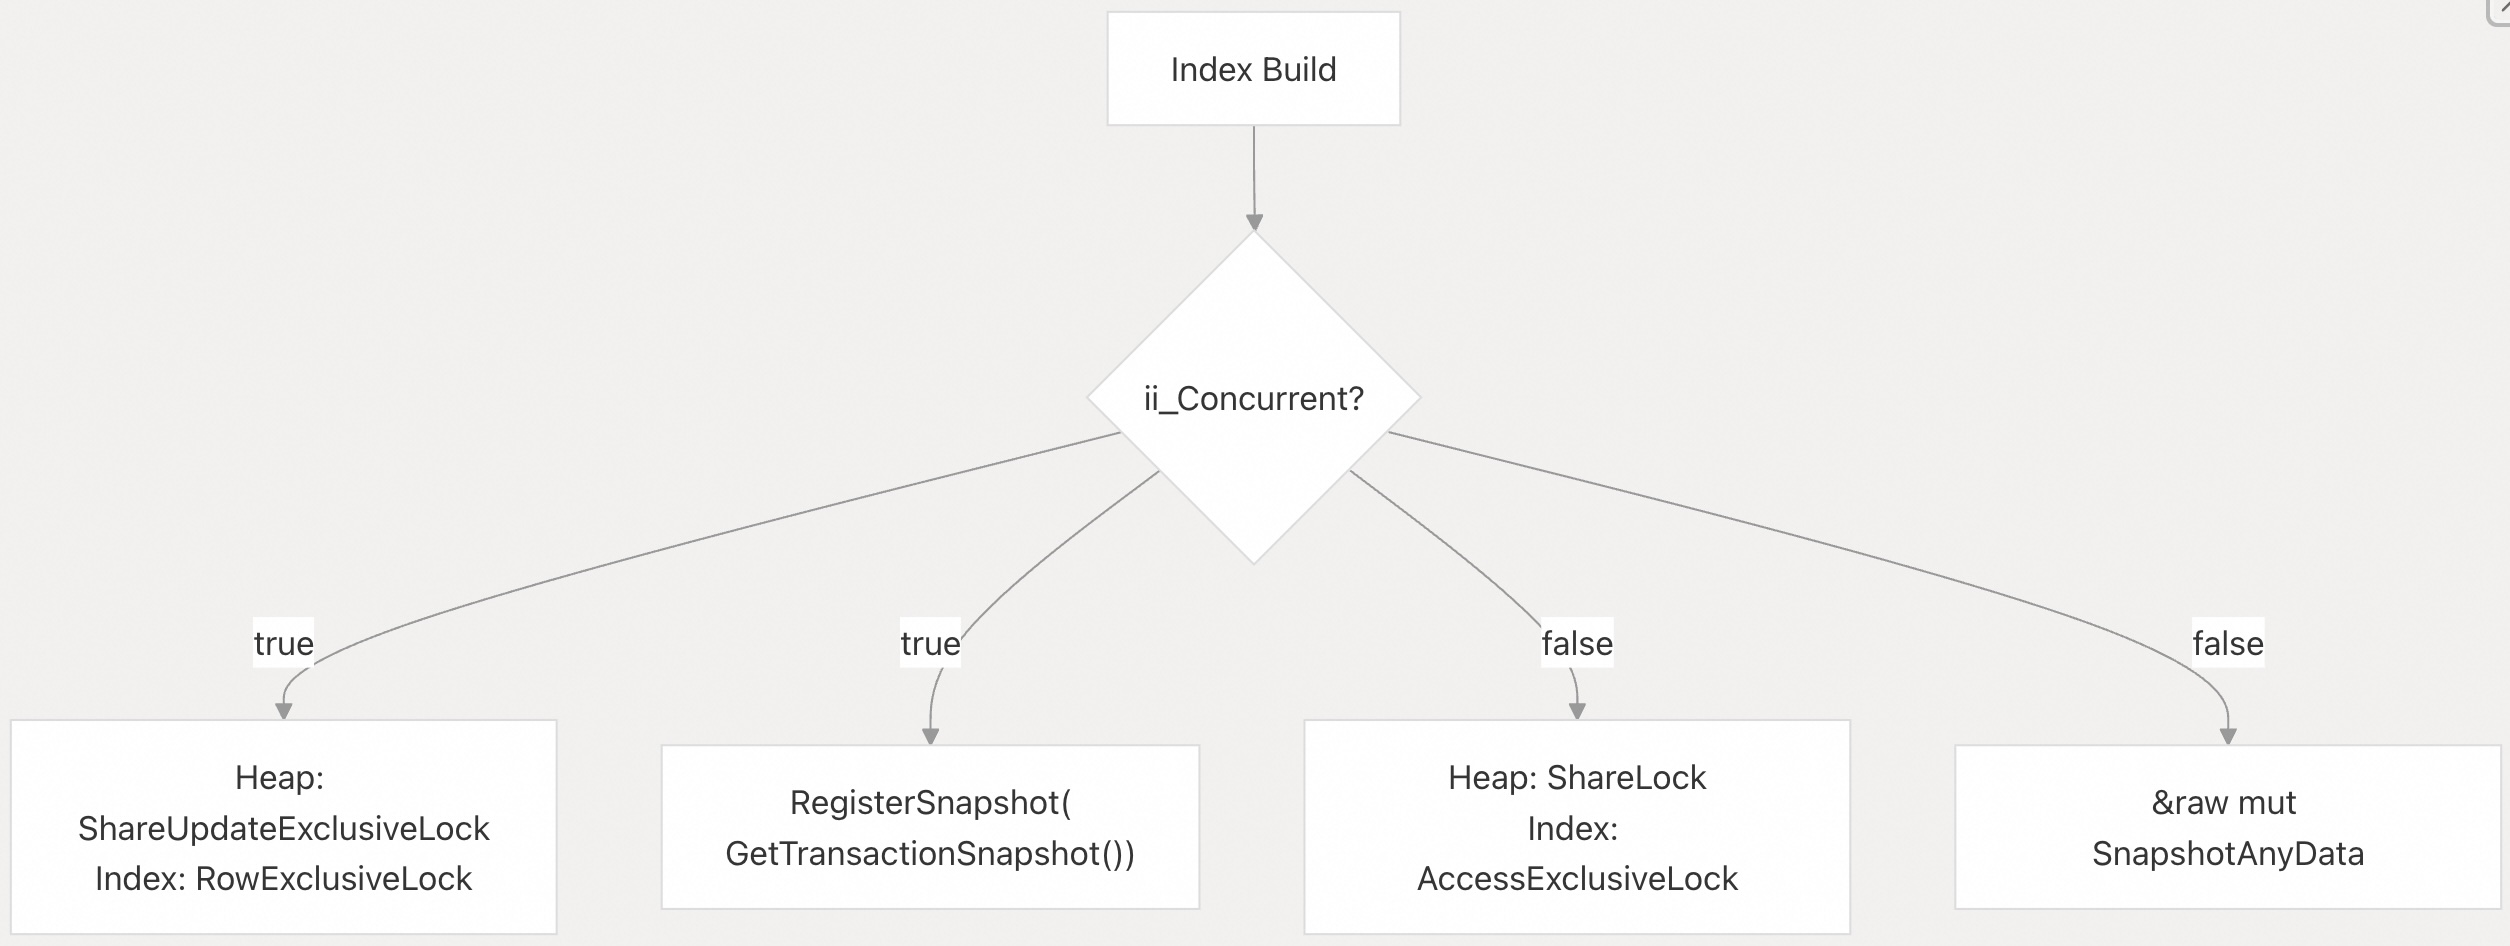 Index Build
ii_Concurrent?
true
true
false
false
Heap:
ShareUpdateExclusiveLock
Index: RowExclusiveLock
RegisterSnapshot(
GetTransactionSnapshot())
Heap: ShareLock
Index:
AccessExclusiveLock
&raw mut
SnapshotAnyData